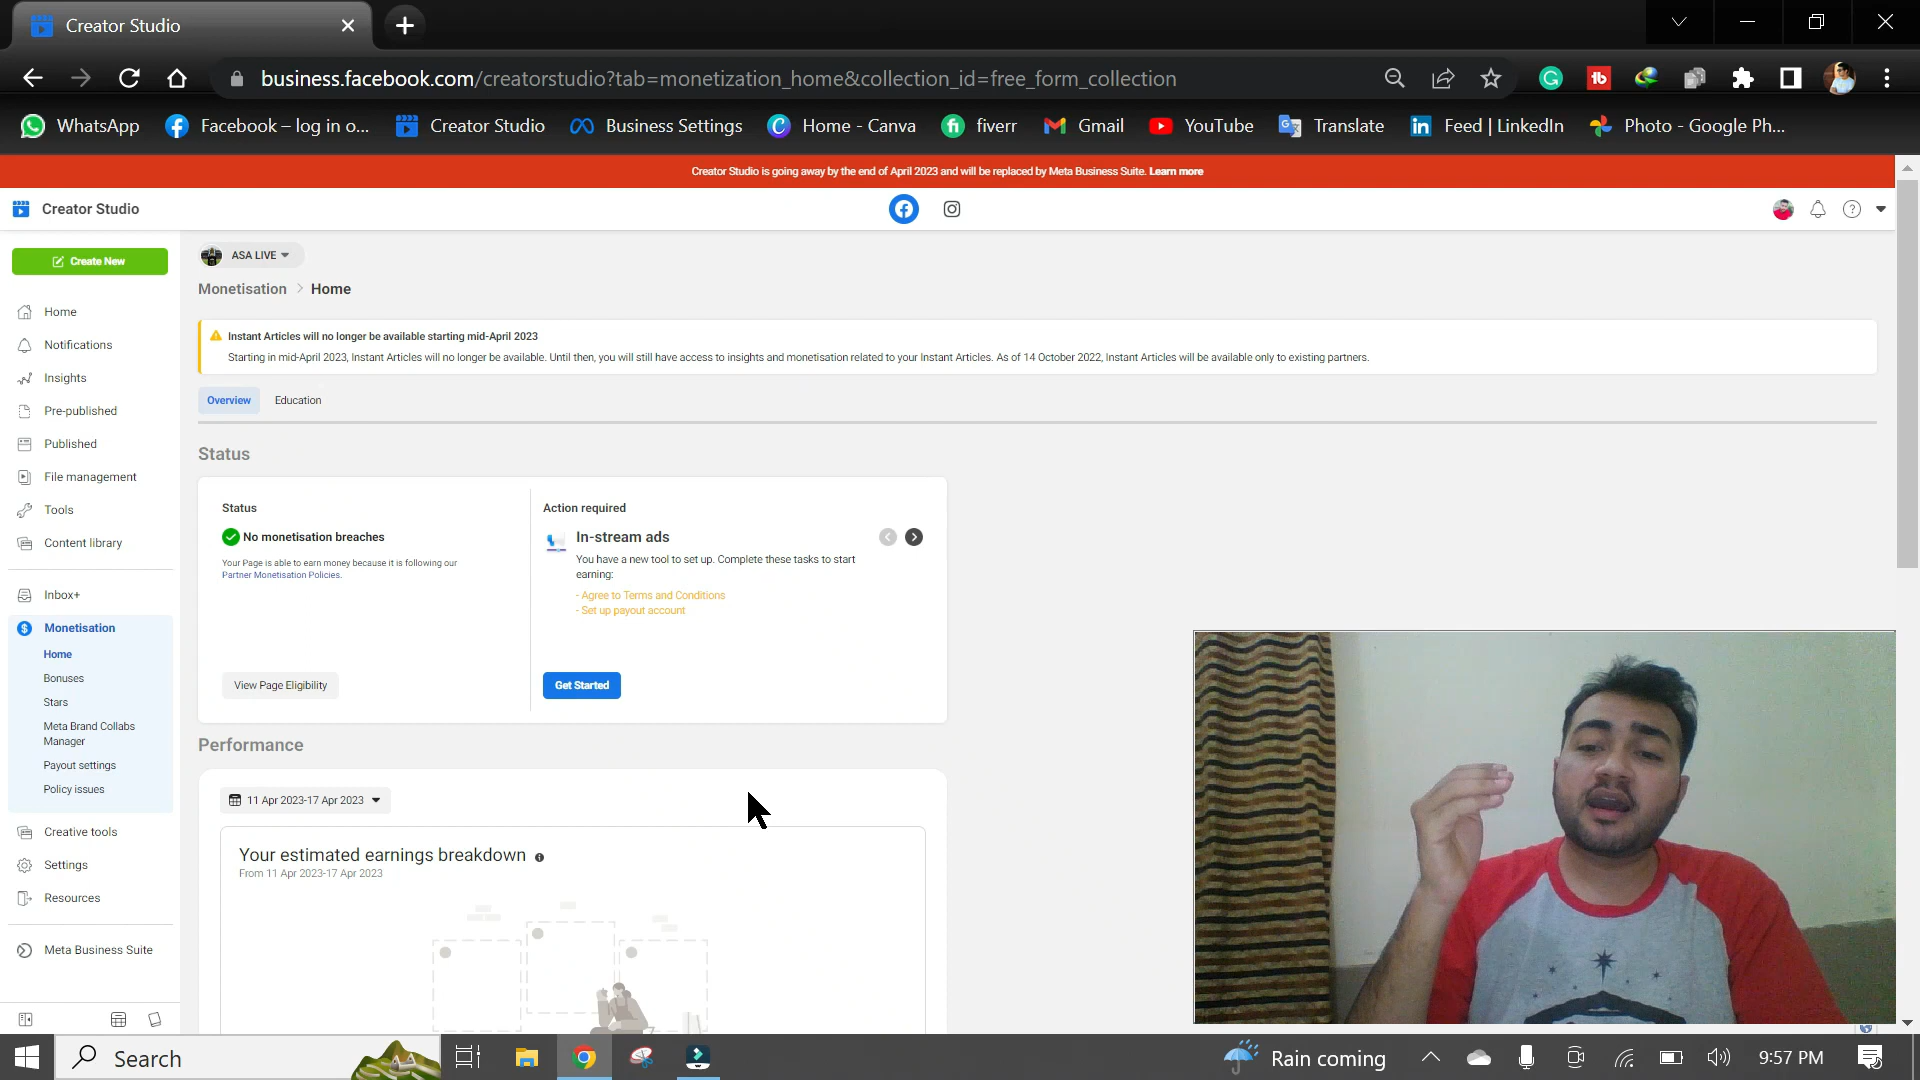 Creator Studio
business.facebook.com/creatorstudio?tab=monetization_home&collection_id=free_form_collection
WhatsApp
Facebook – log in o...
Creator Studio
Business Settings
Home - Canva
fiverr
Gmail
YouTube
Translate
Feed | LinkedIn
Photo - Google Ph...
Creator Studio is going away by the end of April 2023 and will be replaced by Meta Business Suite. Learn more
Creator Studio
Create New
Home
Notifications
Insights
Pre-published
Published
File management
Tools
Content library
Inbox+
Monetisation
Home
Bonuses
Stars
Meta Brand Collabs
Manager
Payout settings
Policy issues
Creative tools
Settings
Resources
Meta Business Suite
ASA LIVE
Monetisation > Home
Instant Articles will no longer be available starting mid-April 2023
Starting in mid-April 2023, Instant Articles will no longer be available. Until then, you will still have access to insights and monetisation related to your Instant Articles. As of 14 October 2022, Instant Articles will be available only to existing partners.
Overview
Education
Status
Status
No monetisation breaches
Your Page is able to earn money because it is following our
Partner Monetisation Policies.
View Page Eligibility
Action required
In-stream ads
You have a new tool to set up. Complete these tasks to start
earning:
- Agree to Terms and Conditions
- Set up payout account
Get Started
Performance
11 Apr 2023-17 Apr 2023
Your estimated earnings breakdown
From 11 Apr 2023-17 Apr 2023
Search
Rain coming
9:57 PM